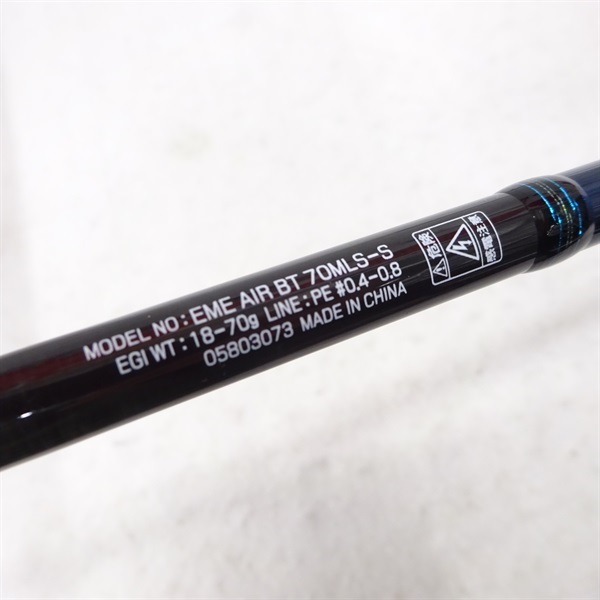 MODEL NO : EME AIR BT 70MLS-S
EGI WT : 18-70g LINE : PE #0.4-0.8
05803073 MADE IN CHINA
危険
感電注意